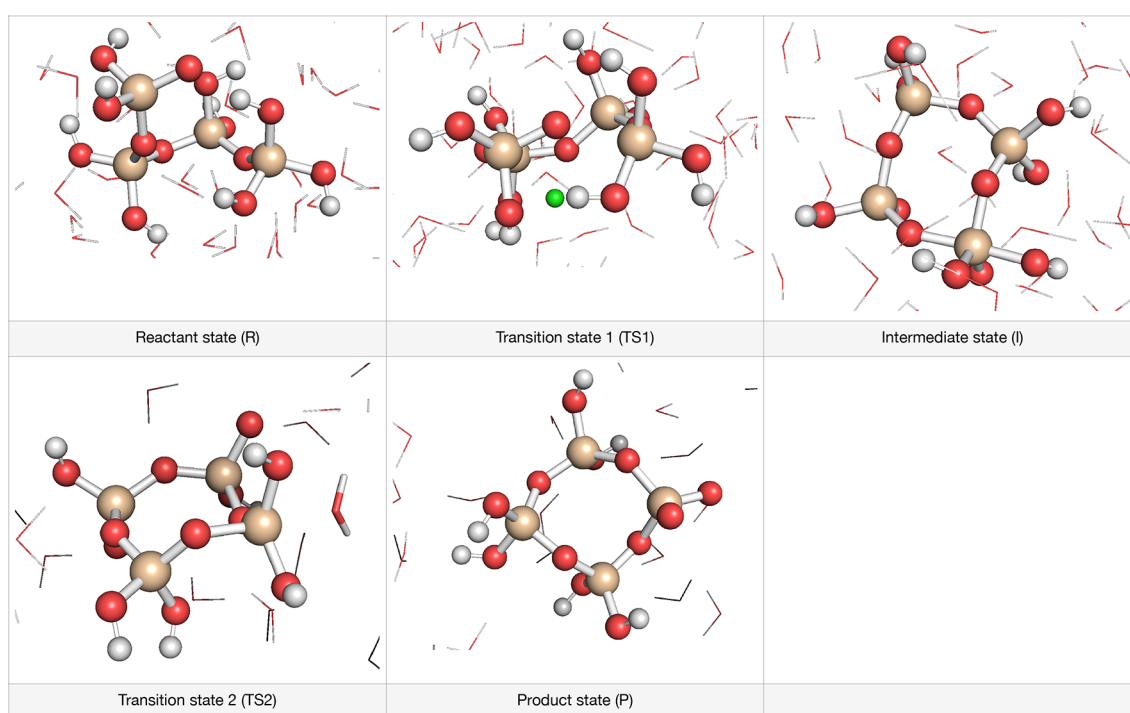 Reactant state (R)
Transition state 1 (TS1)
Intermediate state (I)
Transition state 2 (TS2)
Product state (P)